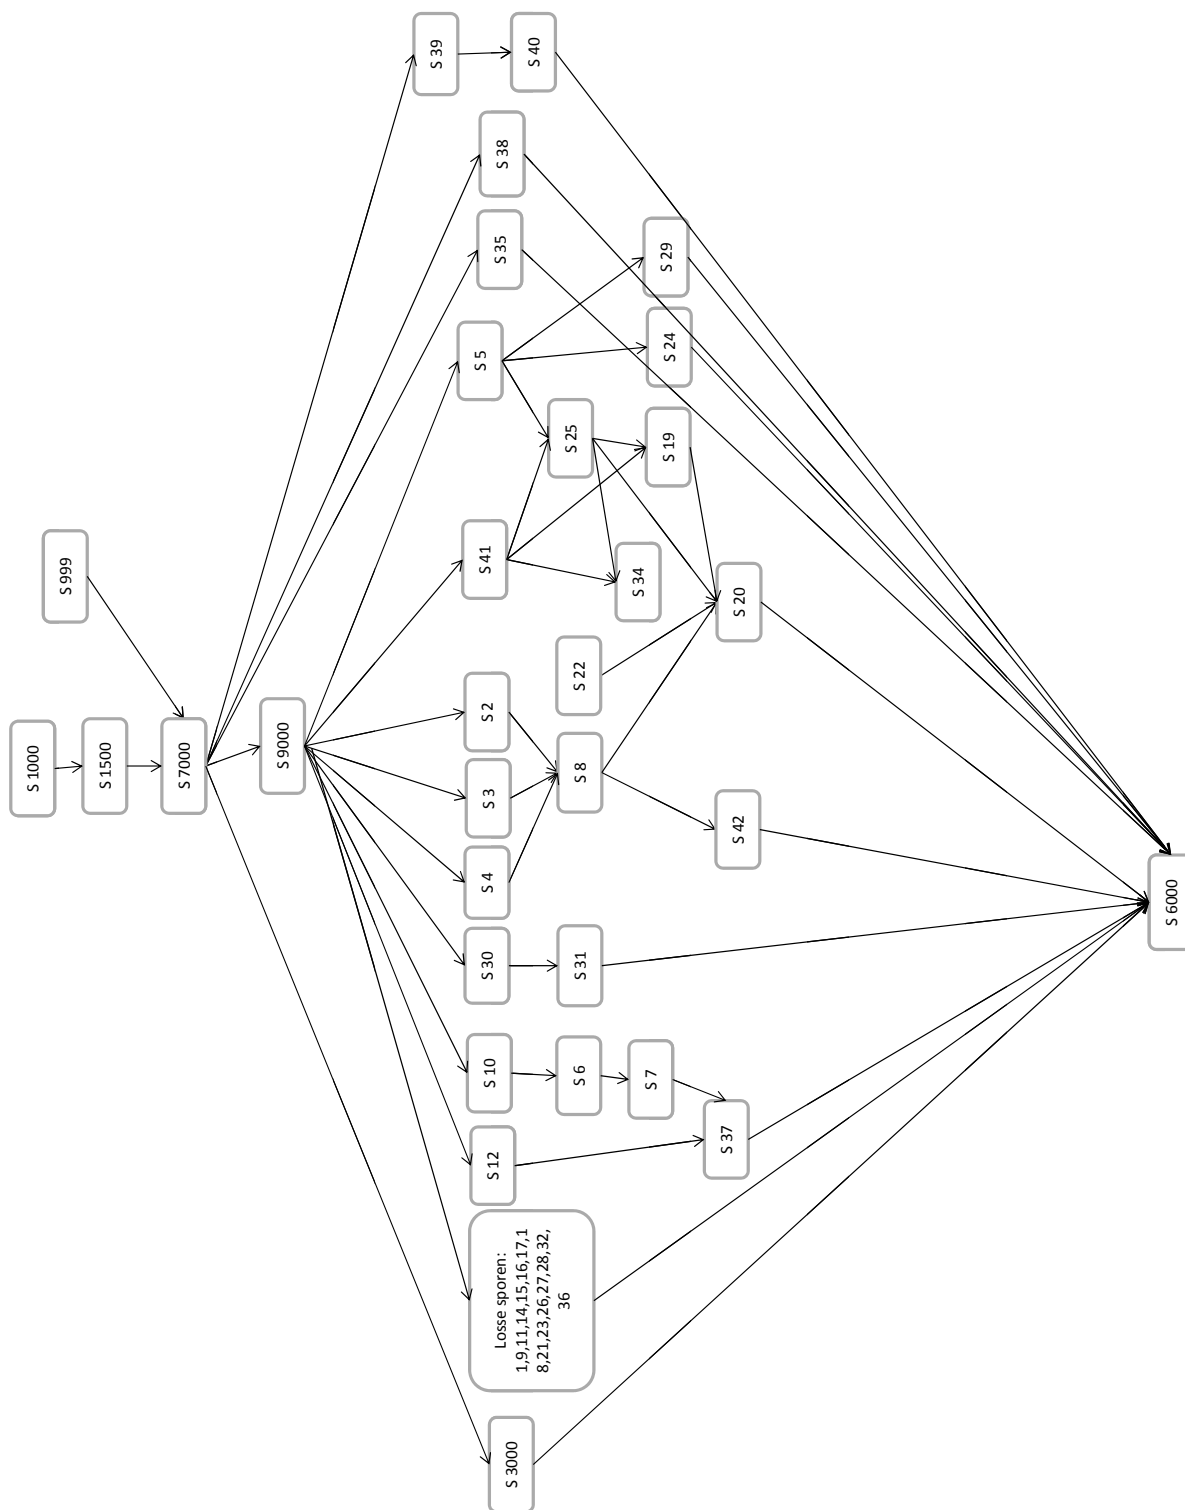 S 1000
S 1500
S 999
S 7000
S 9000
S 39
S 40
S 38
S 35
S 5
S 29
S 24
S 25
S 19
S 41
S 34
S 20
S 22
S 2
S 3
S 4
S 8
S 42
S 30
S 31
S 10
S 6
S 7
S 12
S 37
Losse sporen:
1,9,11,14,15,16,17,1
8,21,23,26,27,28,32,
36
S 3000
S 6000